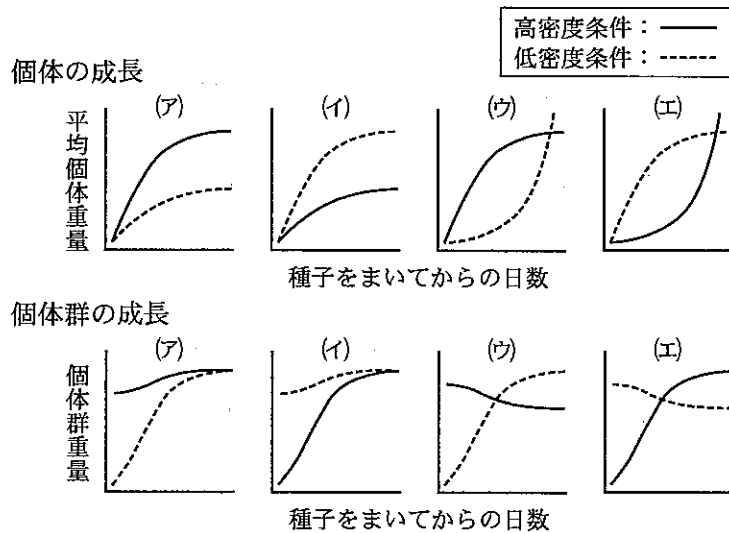 高密度条件：
低密度条件：
個体の成長
(ア) (イ) (ウ) (エ)
平均個体重量
種子をまいてからの日数
個体群の成長
(ア) (イ) (ウ) (エ)
個体群重量
種子をまいてからの日数